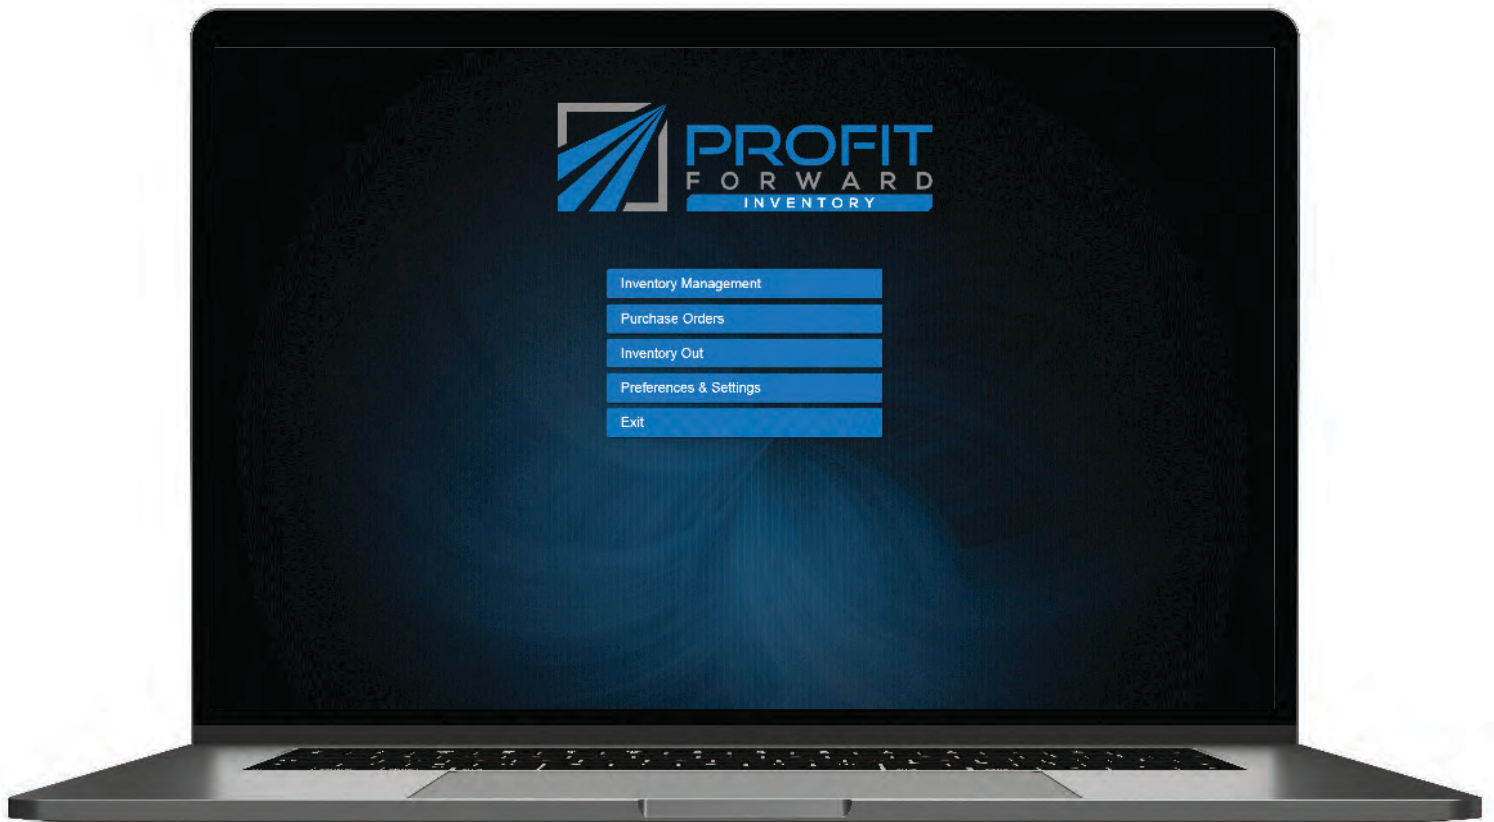 PROFIT
FORWARD
INVENTORY
Inventory Management
Purchase Orders
Inventory Out
Preferences & Settings
Exit